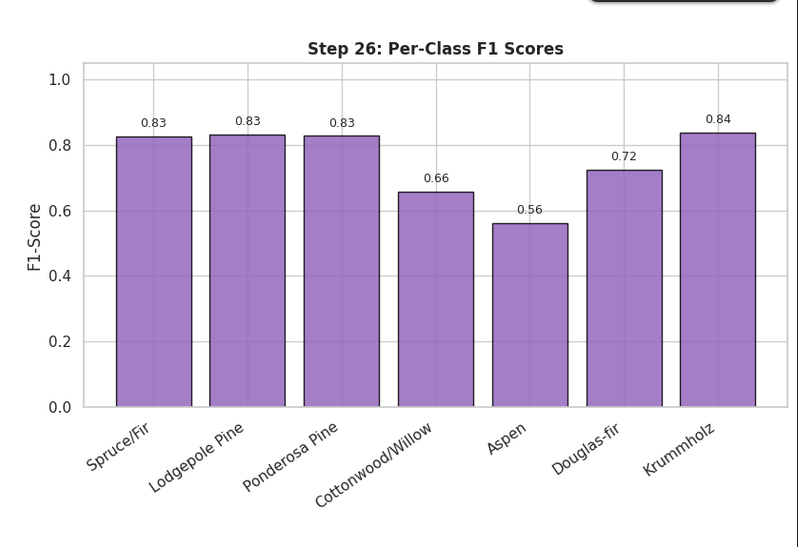 Step 26: Per-Class F1 Scores
F1-Score
1.0
0.8
0.6
0.4
0.2
0.0
0.83
0.83
0.83
0.66
0.56
0.72
0.84
Spruce/Fir
Lodgepole Pine
Ponderosa Pine
Cottonwood/Willow
Aspen
Douglas-fir
Krummholz